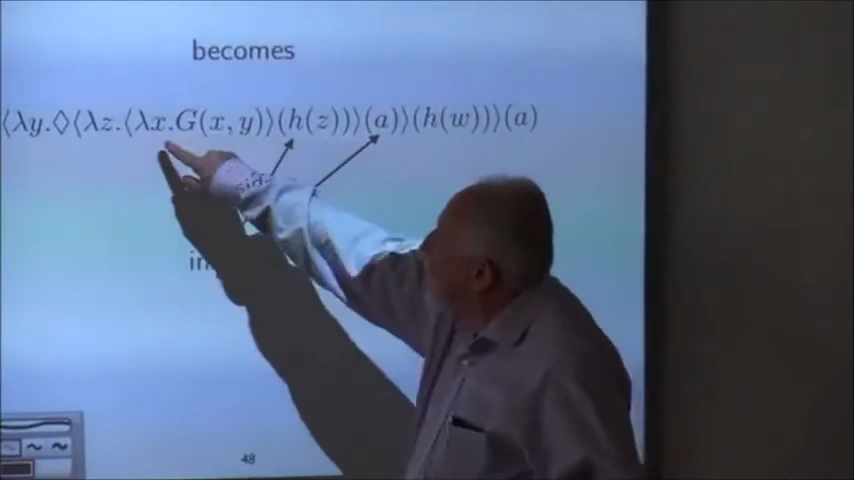 becomes
⟨λy.◊⟨λz.⟨λx.G(x, y)⟩(h(z))⟩(a)⟩(h(w))⟩(a)
48